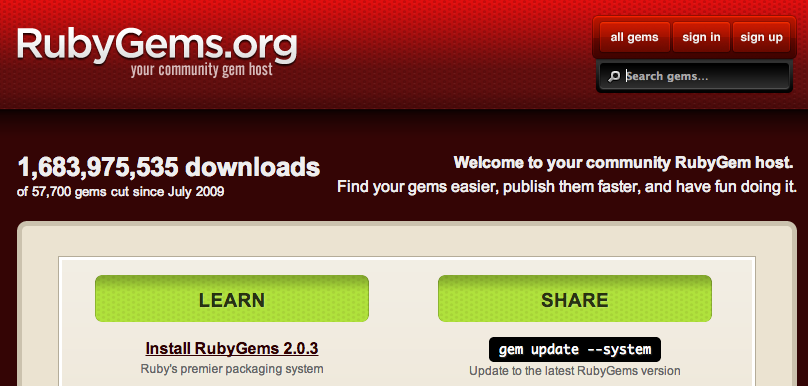 RubyGems.org
your community gem host
all gems
sign in
sign up
Search gems...
1,683,975,535 downloads
of 57,700 gems cut since July 2009
Welcome to your community RubyGem host.
Find your gems easier, publish them faster, and have fun doing it.
LEARN
Install RubyGems 2.0.3
Ruby's premier packaging system
SHARE
gem update --system
Update to the latest RubyGems version